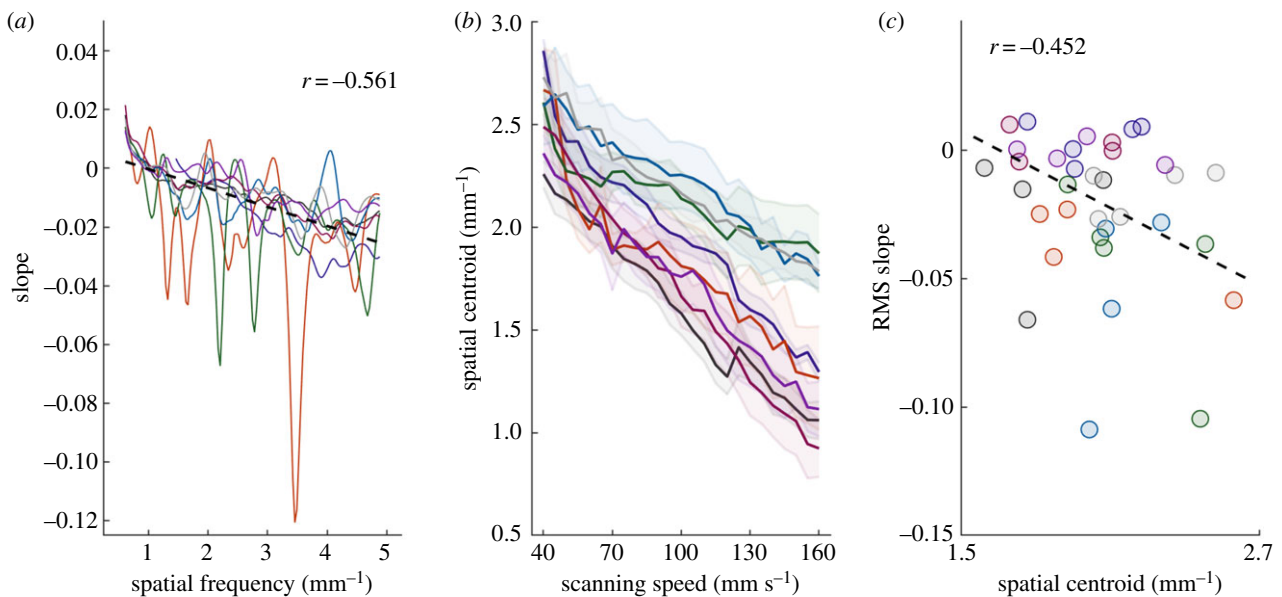 (a)
r = –0.561
0.04
0.02
0
–0.02
–0.04
–0.06
–0.08
–0.10
–0.12
slope
1 2 3 4 5
spatial frequency (mm–1)
(b)
3.0
2.5
2.0
1.5
1.0
0.5
spatial centroid (mm–1)
40 70 100 130 160
scanning speed (mm s–1)
(c)
r = –0.452
0
–0.05
–0.10
–0.15
RMS slope
1.5 2.7
spatial centroid (mm–1)